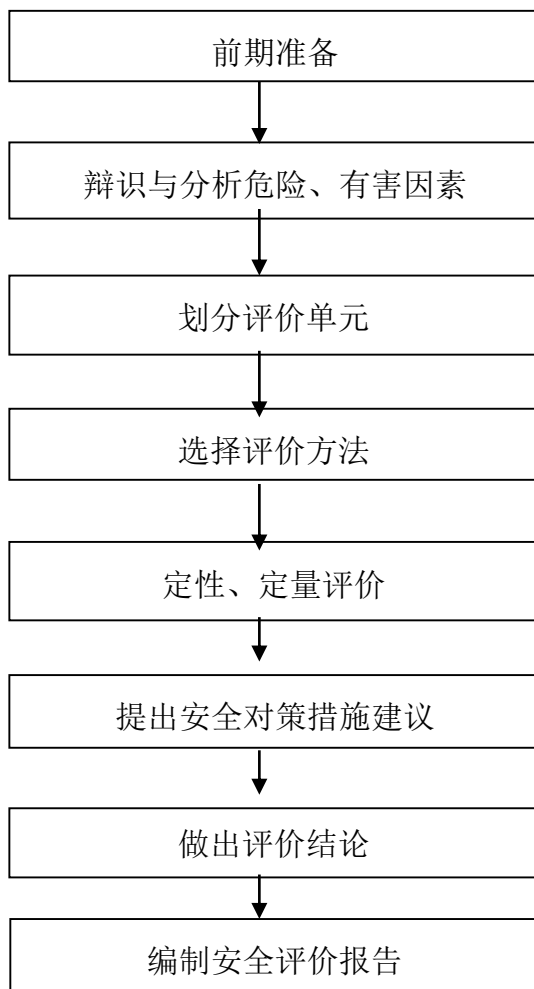 前期准备
辩识与分析危险、有害因素
划分评价单元
选择评价方法
定性、定量评价
提出安全对策措施建议
做出评价结论
编制安全评价报告